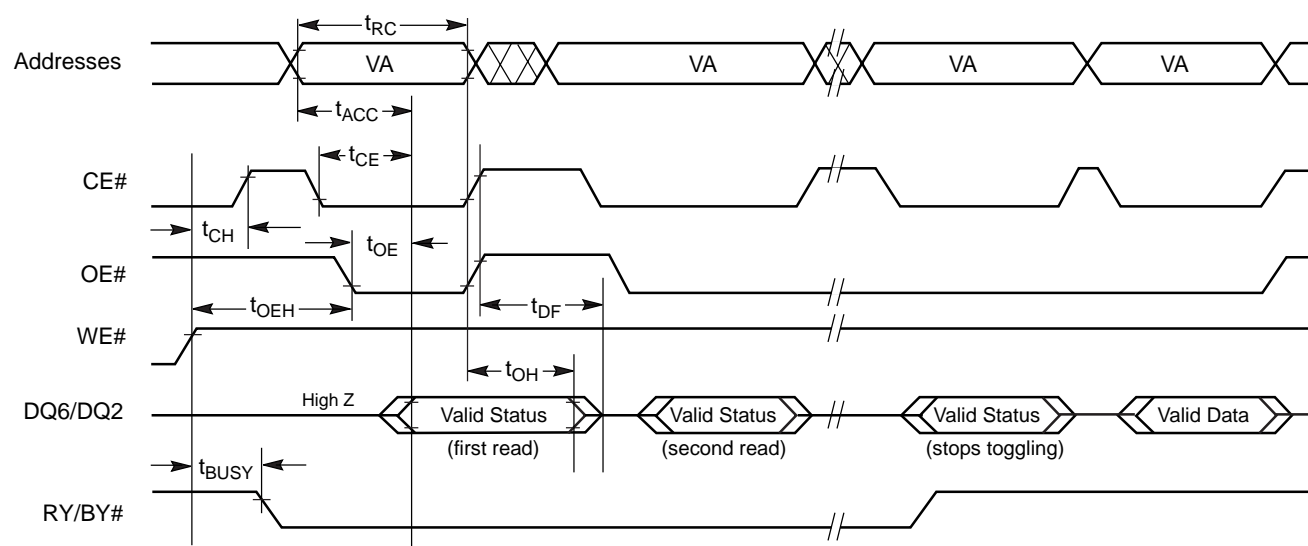 tRC
Addresses VA VA VA VA
tACC
tCE
CE#
tCH tOE
OE#
tOEH tDF
WE#
tOH
High Z
DQ6/DQ2 Valid Status Valid Status Valid Status Valid Data
(first read) (second read) (stops toggling)
tBUSY
RY/BY#